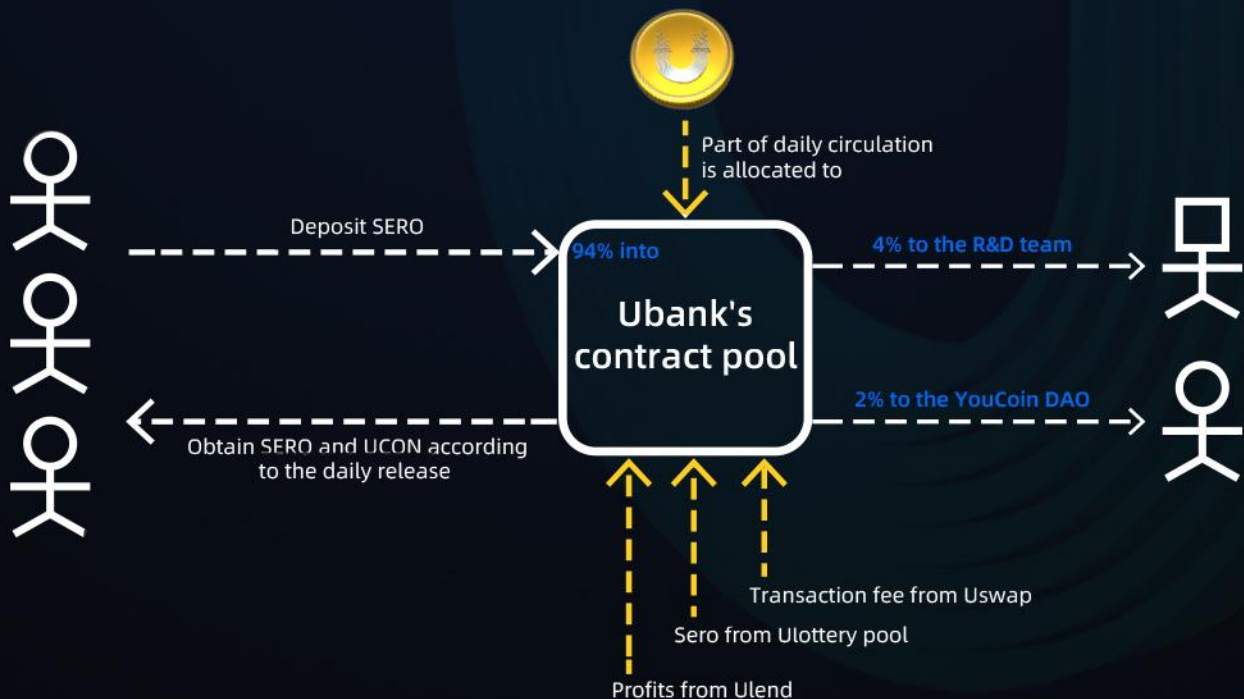 Part of daily circulation
is allocated to
Deposit SERO
94% into
4% to the R&D team
Ubank's
contract pool
2% to the YouCoin DAO
Obtain SERO and UCON according
to the daily release
Transaction fee from Uswap
Sero from Ulottery pool
Profits from Ulend